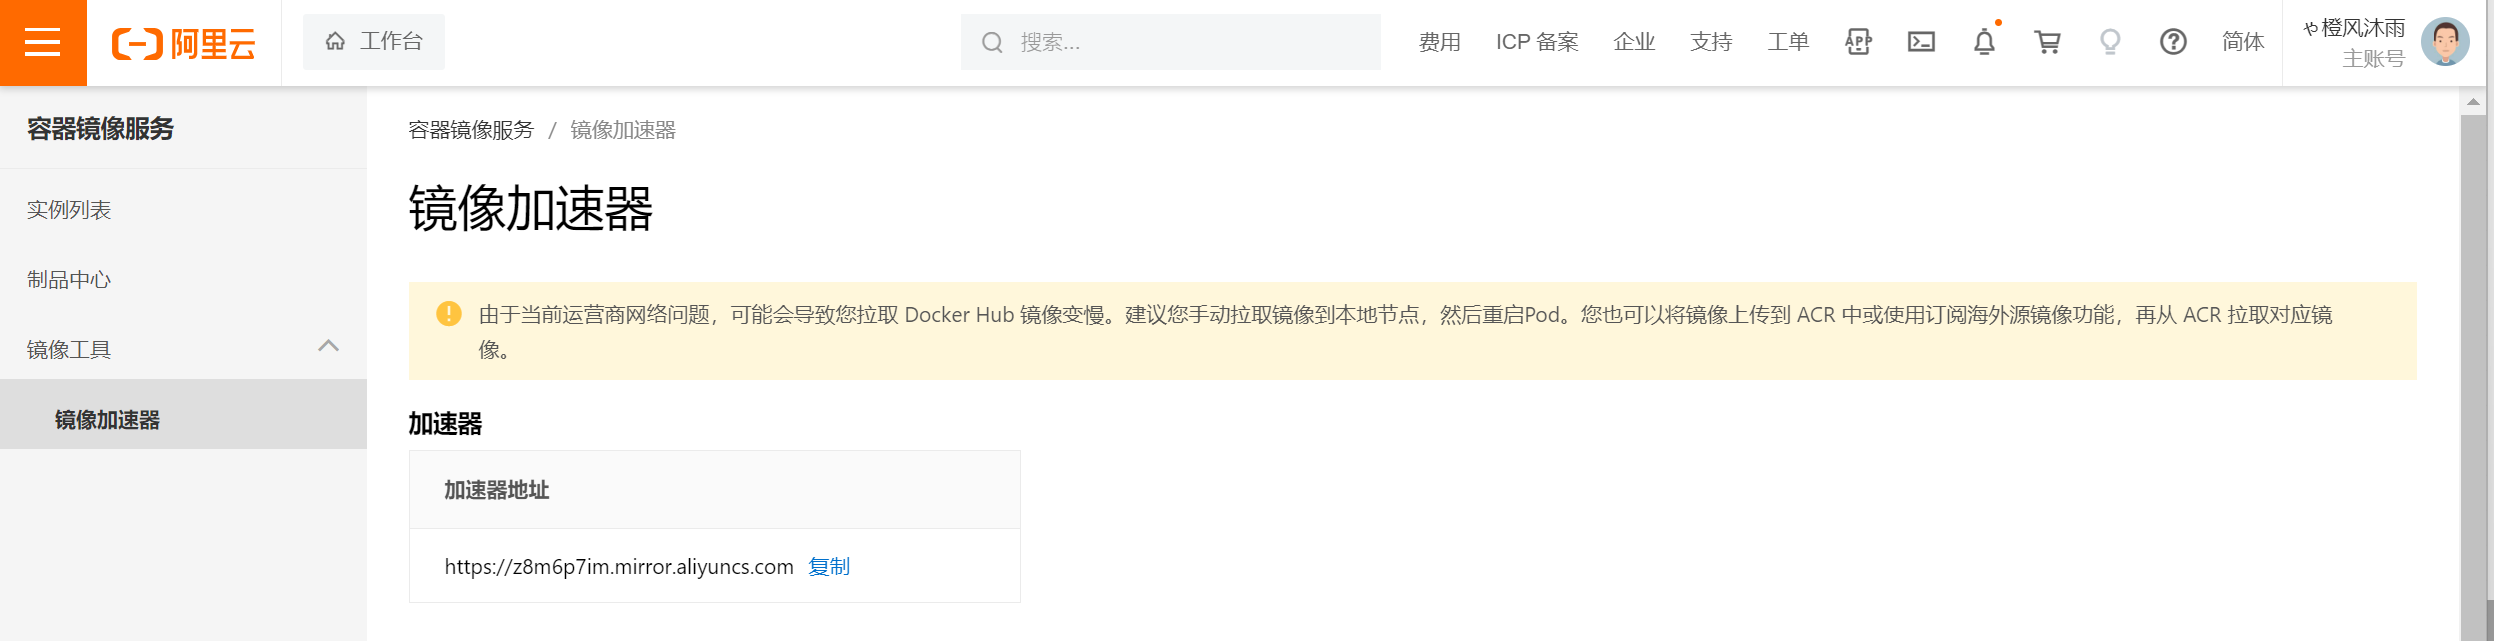 阿里云
工作台
搜索...
费用
ICP 备案
企业
支持
工单
APP
简体
ゃ橙风沐雨
主账号
容器镜像服务
实例列表
制品中心
镜像工具
镜像加速器
容器镜像服务 / 镜像加速器
镜像加速器
由于当前运营商网络问题，可能会导致您拉取 Docker Hub 镜像变慢。建议您手动拉取镜像到本地节点，然后重启Pod。您也可以将镜像上传到 ACR 中或使用订阅海外源镜像功能，再从 ACR 拉取对应镜
像。
加速器
加速器地址
https://z8m6p7im.mirror.aliyuncs.com 复制